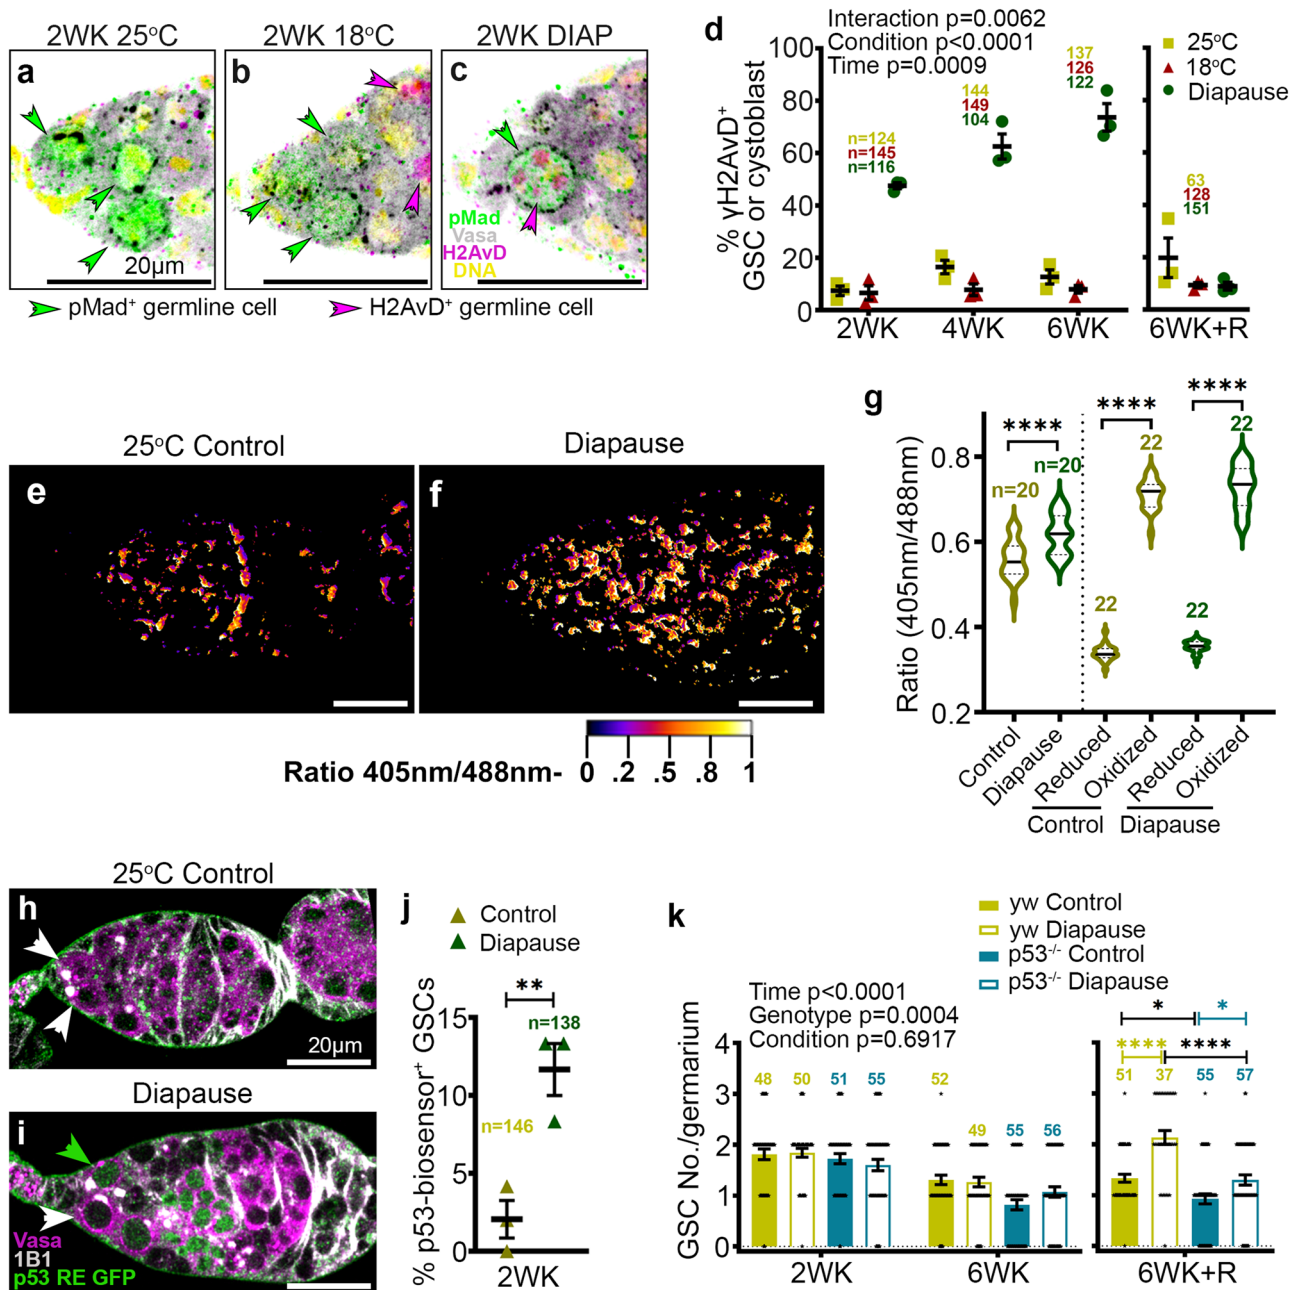 2WK 25°C
2WK 18°C
2WK DIAP
a
b
c
20µm
pMad
Vasa
H2AvD
DNA
pMad⁺ germline cell
H2AvD⁺ germline cell
d
Interaction p=0.0062
Condition p<0.0001
Time p=0.0009
25°C
18°C
Diapause
% γH2AvD⁺
GSC or cystoblast
100
80
60
40
20
0
n=124
n=145
n=116
144
149
104
137
126
122
63
128
151
2WK
4WK
6WK
6WK+R
25°C Control
Diapause
e
f
Ratio 405nm/488nm-
0 .2 .5 .8 1
g
Ratio (405nm/488nm)
0.8
0.6
0.4
0.2
****
****
****
n=20
n=20
22
22
22
22
Control
Diapause
Reduced
Oxidized
Reduced
Oxidized
Control
Diapause
25°C Control
h
20µm
Diapause
i
Vasa
1B1
p53 RE GFP
j
Control
Diapause
% p53-biosensor⁺ GSCs
15
10
5
0
**
n=138
n=146
2WK
k
yw Control
yw Diapause
p53⁻/⁻ Control
p53⁻/⁻ Diapause
Time p<0.0001
Genotype p=0.0004
Condition p=0.6917
GSC No./germarium
4
3
2
1
0
48
50
51
55
52
49
55
56
* *
**** ****
51
37
55
57
2WK
6WK
6WK+R